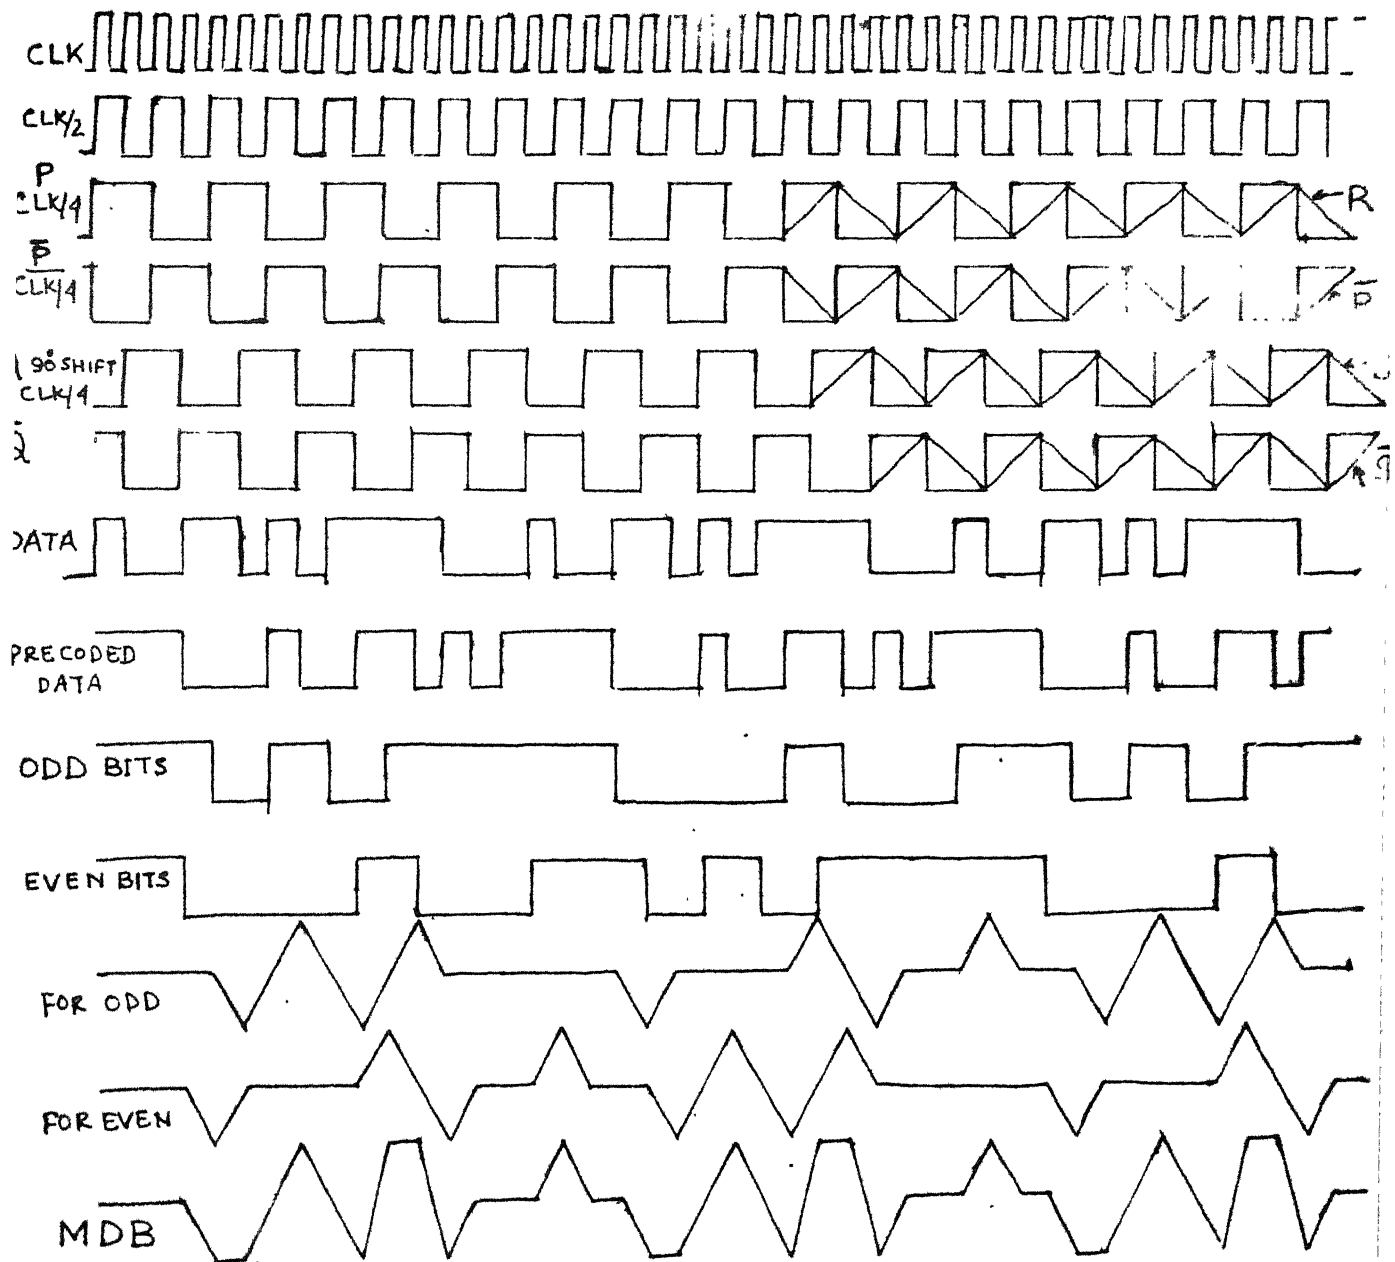 CLK
CLK/2
P
CLK/4
P̅
CLK/4
R
P̅
90° SHIFT
CLK/4
DATA
PRECODED
DATA
ODD BITS
EVEN BITS
FOR ODD
FOR EVEN
MDB